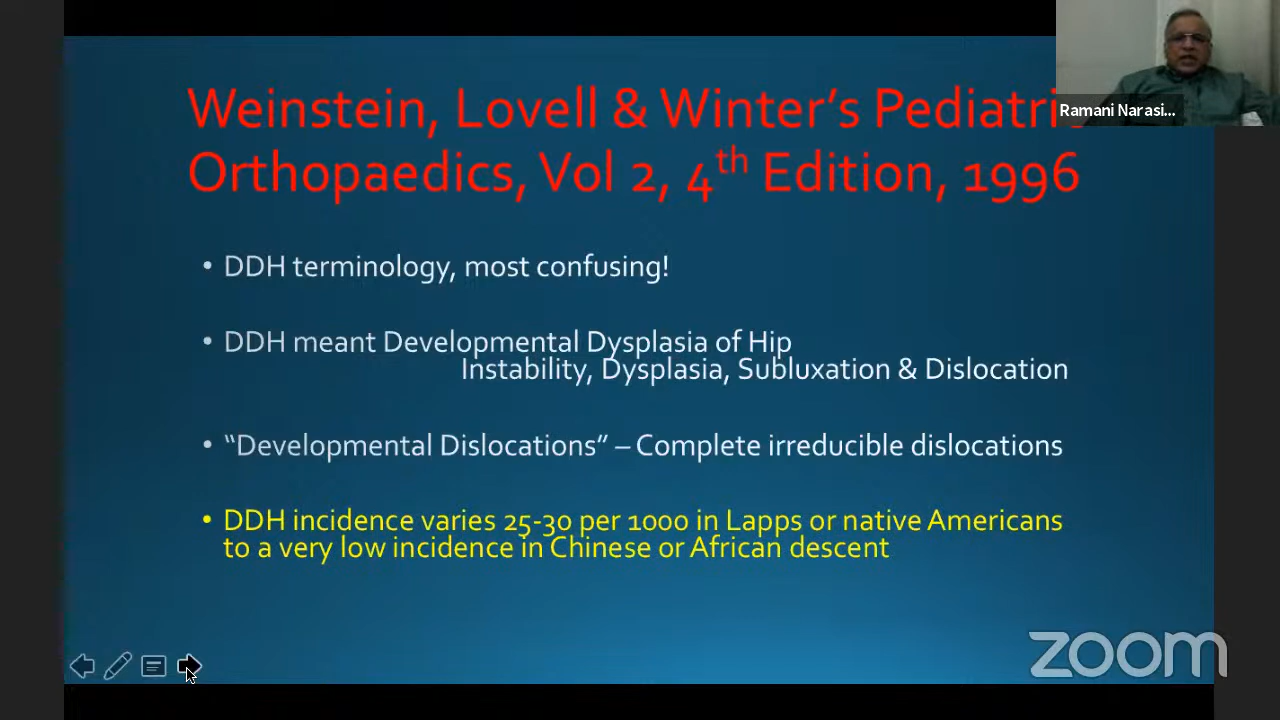 Weinstein, Lovell & Winter's Pediatric
Orthopaedics, Vol 2, 4th Edition, 1996
Ramani Narasi...
• DDH terminology, most confusing!
• DDH meant Developmental Dysplasia of Hip
Instability, Dysplasia, Subluxation & Dislocation
• “Developmental Dislocations” – Complete irreducible dislocations
• DDH incidence varies 25-30 per 1000 in Lapps or native Americans
to a very low incidence in Chinese or African descent
zoom